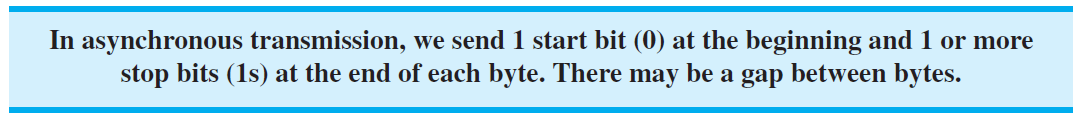 In asynchronous transmission, we send 1 start bit (0) at the beginning and 1 or more
stop bits (1s) at the end of each byte. There may be a gap between bytes.